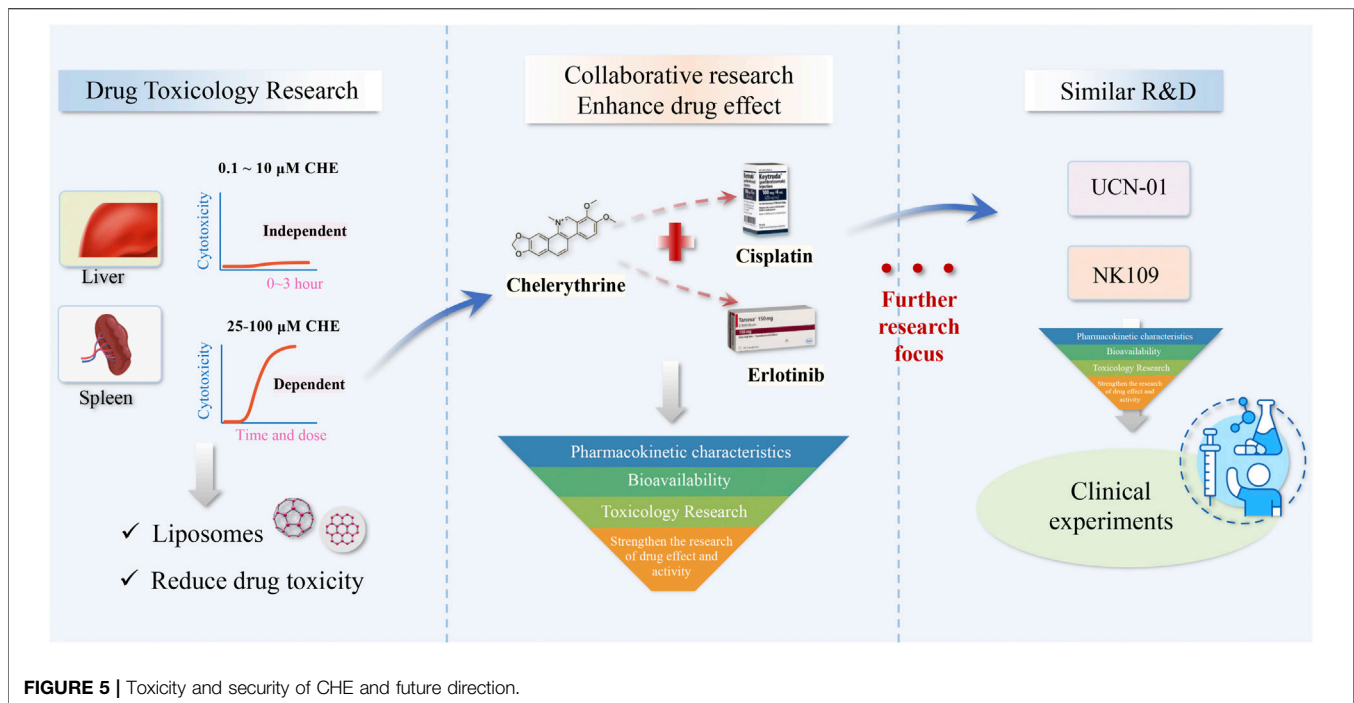 Drug Toxicology Research
0.1 ~ 10 µM CHE
Cytotoxicity
Independent
0~3 hour
Liver
25-100 µM CHE
Cytotoxicity
Dependent
Time and dose
Spleen
✓ Liposomes
✓ Reduce drug toxicity
Collaborative research
Enhance drug effect
Chelerythrine
Keytruda
Cisplatin
150mg
Erlotinib
Pharmacokinetic characteristics
Bioavailability
Toxicology Research
Strengthen the research
of drug effect and
activity
Further
research
focus
Similar R&D
UCN-01
NK109
Pharmacokinetic characteristics
Bioavailability
Toxicology Research
Strengthen the research
of drug effect and
activity
Clinical
experiments
FIGURE 5 | Toxicity and security of CHE and future direction.